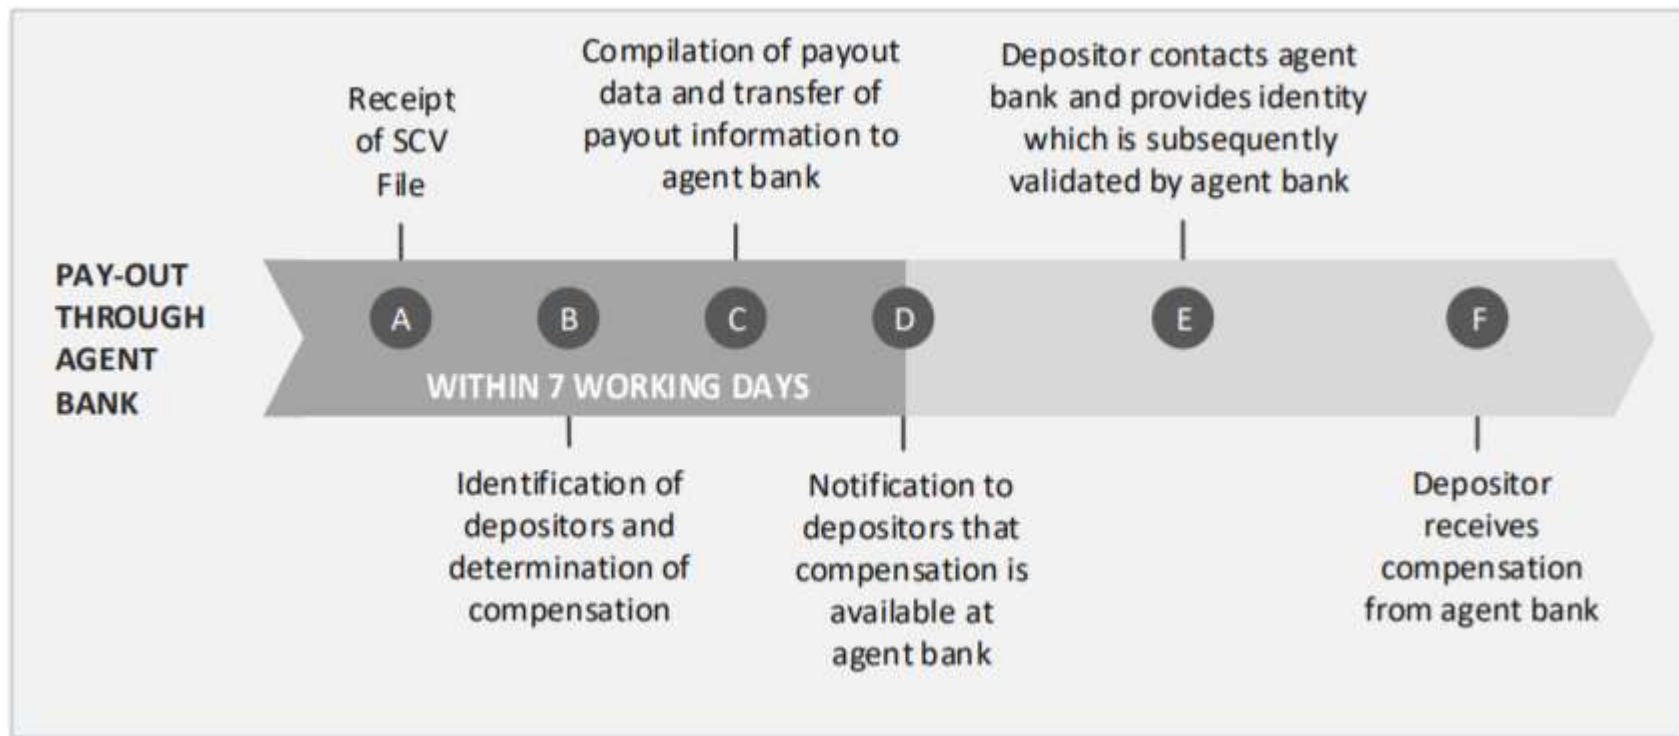 Receipt
of SCV
File
Compilation of payout
data and transfer of
payout information to
agent bank
Depositor contacts agent
bank and provides identity
which is subsequently
validated by agent bank
PAY-OUT
THROUGH
AGENT
BANK
A
B
C
D
E
F
WITHIN 7 WORKING DAYS
Identification of
depositors and
determination of
compensation
Notification to
depositors that
compensation is
available at
agent bank
Depositor
receives
compensation
from agent bank